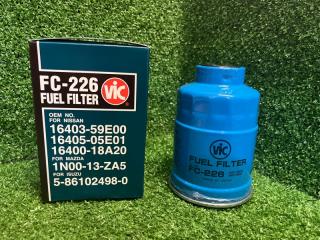 FC-226
FUEL FILTER
VIC
OEM NO.
FOR NISSAN
16403-59E00
16405-05E01
16400-18A20
FOR MAZDA
1N00-13-ZA5
FOR ISUZU
5-86102498-0
VIC
FUEL FILTER
FC-226